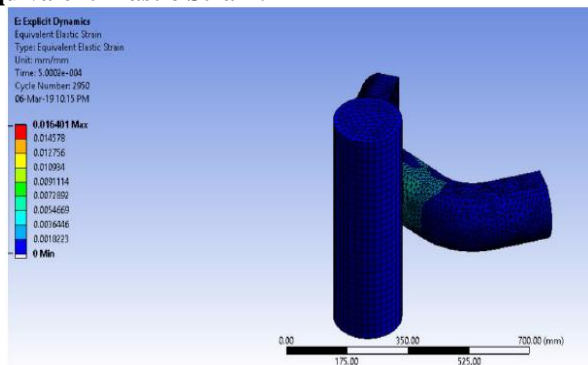 E: Explicit Dynamics
Equivalent Elastic Strain
Type: Equivalent Elastic Strain
Unit: mm/mm
Time: 5.0002e-004
Cycle Number: 2950
06-Mar-19 10:15 PM
0.016401 Max
0.014578
0.012756
0.010934
0.0091114
0.0072892
0.0054669
0.0036446
0.0018223
0 Min
0.00 350.00 700.00 (mm)
175.00 525.00